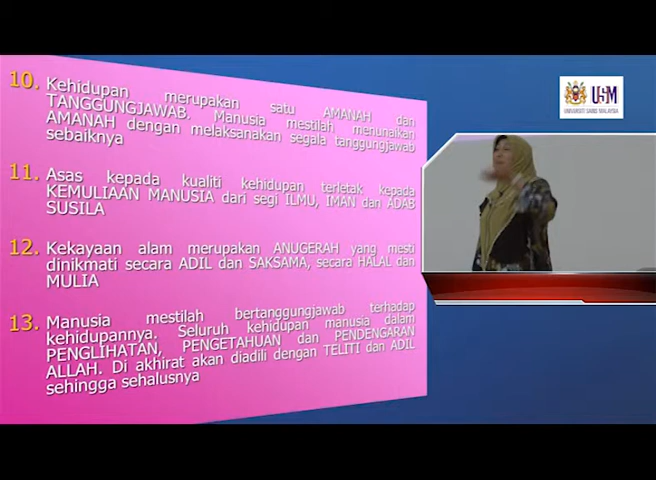 10. Kehidupan merupakan satu AMANAH dan
TANGGUNGJAWAB. Manusia mestilah menunaikan
AMANAH dengan melaksanakan segala tanggungjawab
sebaiknya
11. Asas kepada kualiti kehidupan terletak kepada
KEMULIAAN MANUSIA dari segi ILMU, IMAN dan ADAB
SUSILA
12. Kekayaan alam merupakan ANUGERAH yang mesti
dinikmati secara ADIL dan SAKSAMA, secara HALAL dan
MULIA
13. Manusia mestilah bertanggungjawab terhadap
kehidupannya. Seluruh kehidupan manusia dalam
PENGLIHATAN, PENGETAHUAN dan PENDENGARAN
ALLAH. Di akhirat akan diadili dengan TELITI dan ADIL
sehingga sehalusnya
USM
UNIVERSITI SAINS MALAYSIA